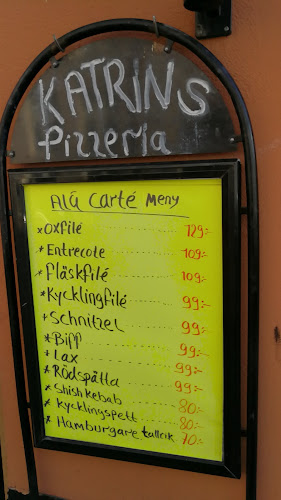 KATRINS
Pizzeria
Alá Carté Meny
*Oxfilé ........ 129:-
*Entrecote ........ 109:-
*Fläskfilé ........ 109:-
*Kycklingfilé ........ 99:-
*Schnitzel ........ 99:-
*Biff ........ 99:-
*Lax ........ 99:-
*Rödspätta ........ 99:-
*Shish kebab ........ 80:-
*Kycklingspett ........ 80:-
*Hamburgare tallrik 70:-